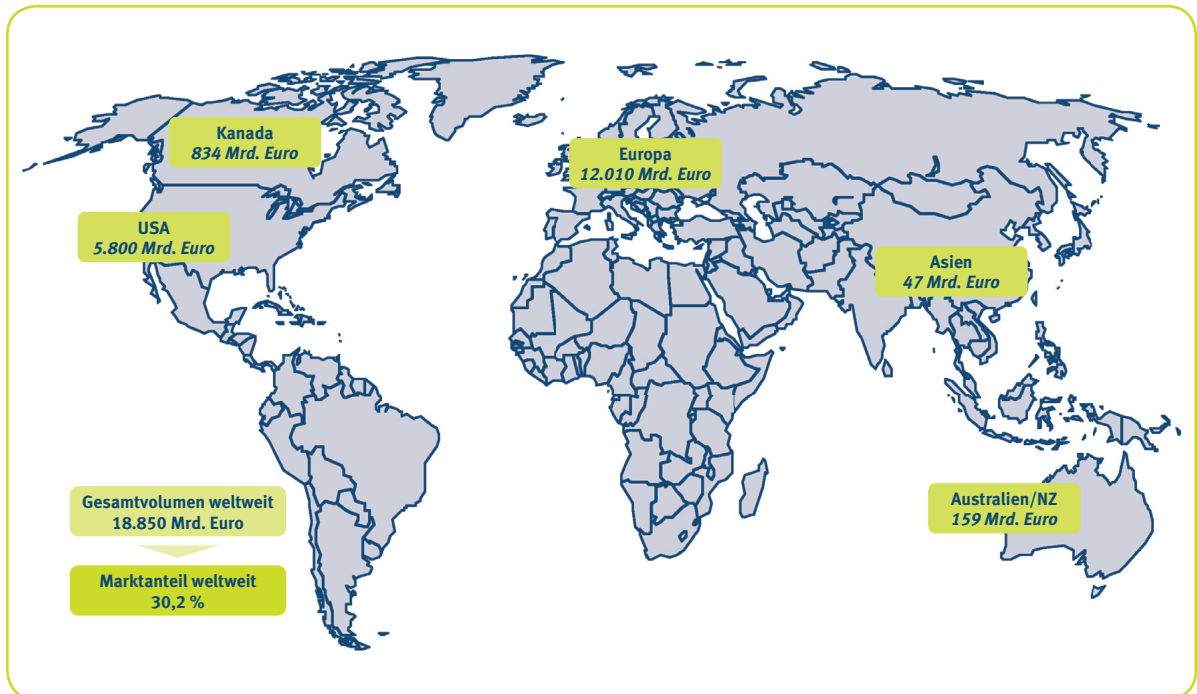 Kanada
834 Mrd. Euro
Europa
12.010 Mrd. Euro
USA
5.800 Mrd. Euro
Asien
47 Mrd. Euro
Gesamtvolumen weltweit
18.850 Mrd. Euro
Australien/NZ
159 Mrd. Euro
Marktanteil weltweit
30,2 %